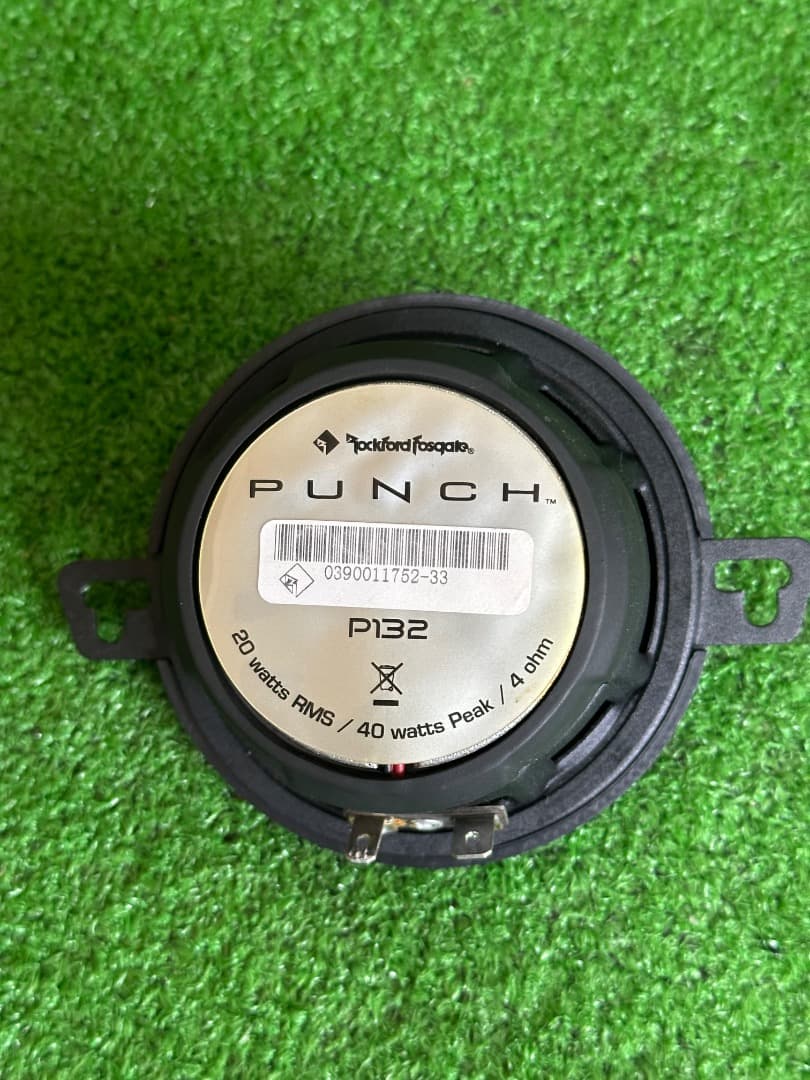 Rockford Fosgate®
PUNCH™
0390011752-33
P132
20 watts RMS / 40 watts Peak / 4 ohm